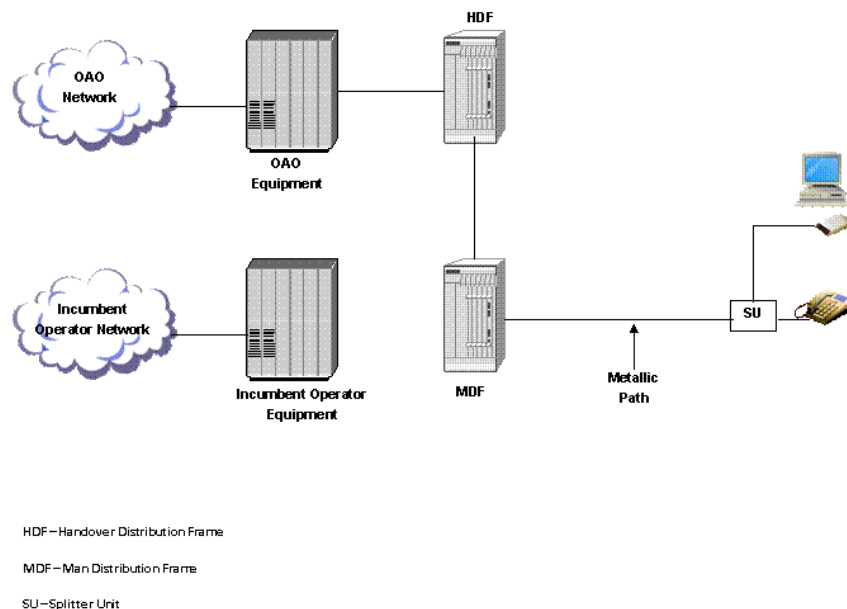 HDF
OAO
Network
OAO
Equipment
Incumbent
Operator Network
SU
Incumbent Operator
Equipment
MDF
Metallic
Path
HDF–Handover Distribution Frame
MDF–Man Distribution Frame
SU–Splitter Unit